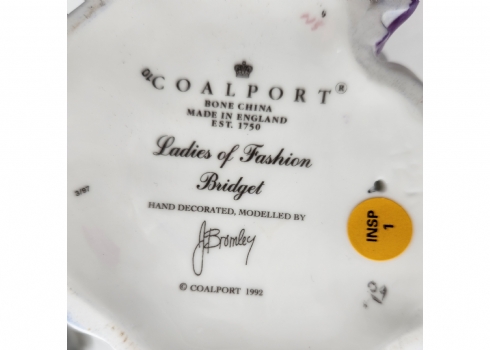 COALPORT®
BONE CHINA
MADE IN ENGLAND
EST. 1750
Ladies of Fashion
Bridget
HAND DECORATED, MODELLED BY
J Bromley
© COALPORT 1992
INSP
1